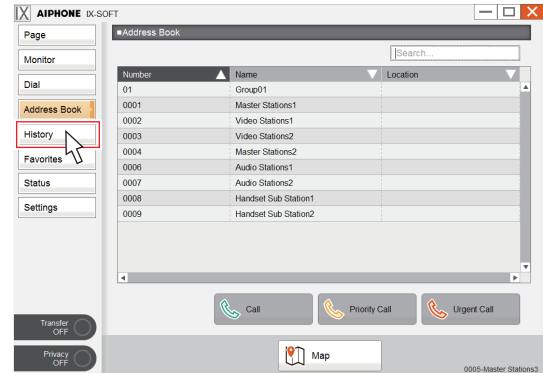 IX AIPHONE IX-SOFT
Page
Monitor
Dial
Address Book
History
Favorites
Status
Settings
Transfer
OFF
Privacy
OFF
■Address Book
Search...
Number Name Location
01 Group01
0001 Master Stations1
0002 Video Stations1
0003 Video Stations2
0004 Master Stations2
0006 Audio Stations1
0007 Audio Stations2
0008 Handset Sub Station1
0009 Handset Sub Station2
Call Priority Call Urgent Call
Map
0005-Master Stations3